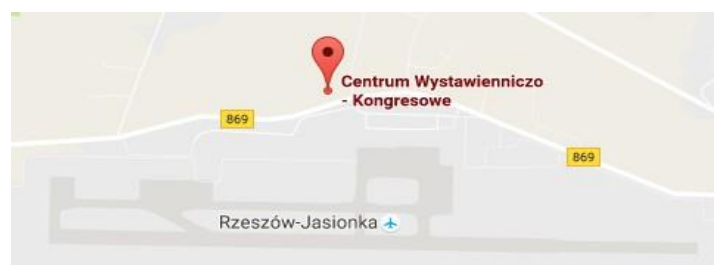 Centrum Wystawienniczo
- Kongresowe
869
869
Rzeszów-Jasionka